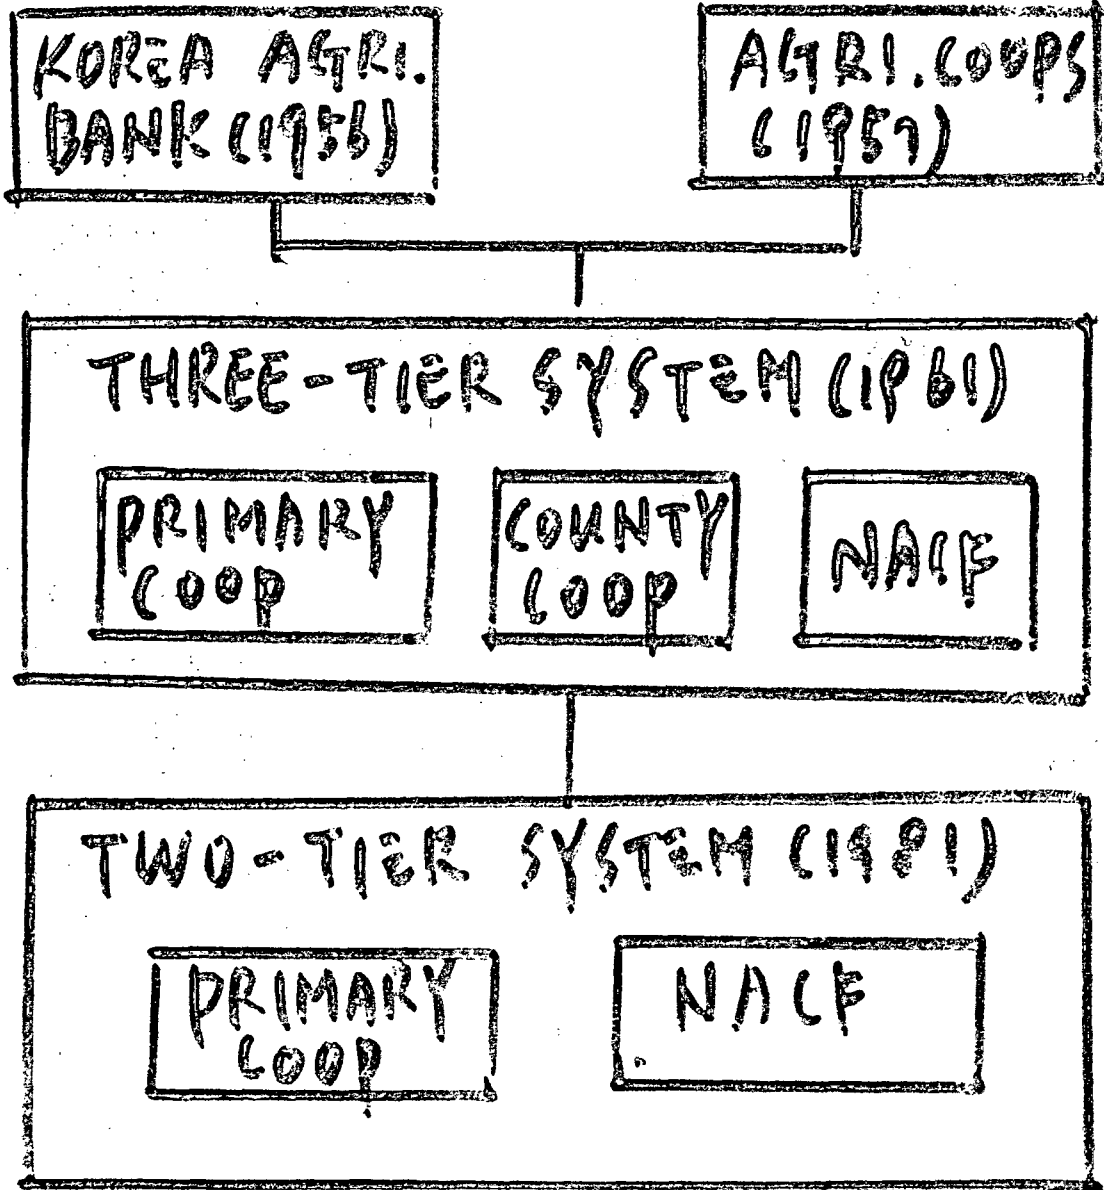 KOREA AGRI.
BANK (1956)
AGRI. COOPS
(1957)
THREE-TIER SYSTEM (1961)
PRIMARY
COOP
COUNTY
COOP
NACF
TWO-TIER SYSTEM (1981)
PRIMARY
COOP
NACF